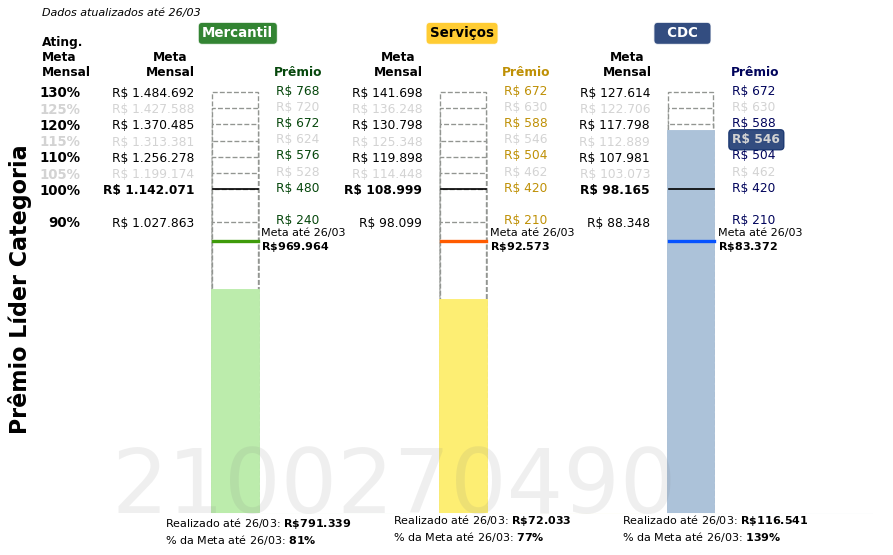 Dados atualizados até 26/03
Mercantil Serviços CDC
Ating.
Meta Meta Meta Meta
Mensal Mensal Prêmio Mensal Prêmio Mensal Prêmio
130% R$ 1.484.692 R$ 768 R$ 141.698 R$ 672 R$ 127.614 R$ 672
125% R$ 1.427.588 R$ 720 R$ 136.248 R$ 630 R$ 122.706 R$ 630
120% R$ 1.370.485 R$ 672 R$ 130.798 R$ 588 R$ 117.798 R$ 588
115% R$ 1.313.381 R$ 624 R$ 125.348 R$ 546 R$ 112.889 R$ 546
110% R$ 1.256.278 R$ 576 R$ 119.898 R$ 504 R$ 107.981 R$ 504
105% R$ 1.199.174 R$ 528 R$ 114.448 R$ 462 R$ 103.073 R$ 462
100% R$ 1.142.071 R$ 480 R$ 108.999 R$ 420 R$ 98.165 R$ 420
90% R$ 1.027.863 R$ 240 R$ 98.099 R$ 210 R$ 88.348 R$ 210
Meta até 26/03 Meta até 26/03 Meta até 26/03
R$969.964 R$92.573 R$83.372
Prêmio Líder Categoria
2100270490
Realizado até 26/03: R$791.339 Realizado até 26/03: R$72.033 Realizado até 26/03: R$116.541
% da Meta até 26/03: 81% % da Meta até 26/03: 77% % da Meta até 26/03: 139%